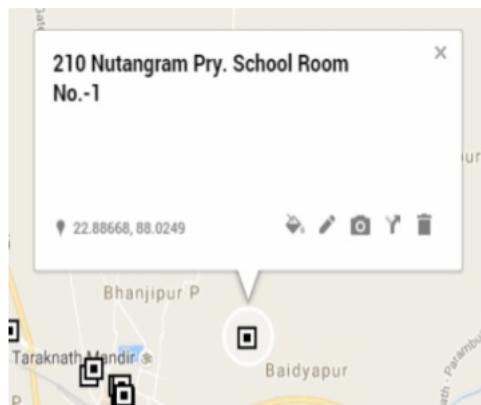 210 Nutangram Pry. School Room
No.-1
22.88668, 88.0249
Bhanjipur P
Taraknath Mandir
Baidyapur